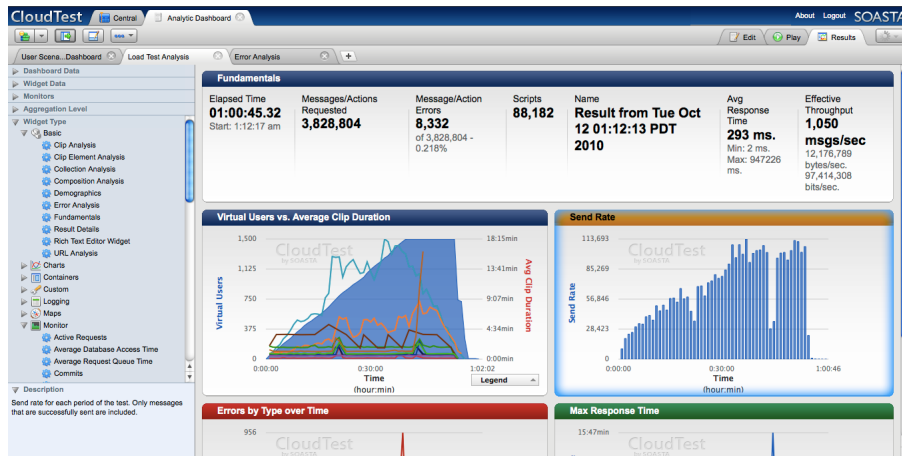 CloudTest Central Analytic Dashboard About Logout SOASTA
Edit Play Results
User Scena...Dashboard Load Test Analysis Error Analysis +
Dashboard Data
Widget Data
Monitors
Aggregation Level
Widget Type
Basic
Clip Analysis
Clip Element Analysis
Collection Analysis
Composition Analysis
Demographics
Error Analysis
Fundamentals
Result Details
Rich Text Editor Widget
URL Analysis
Charts
Containers
Custom
Logging
Maps
Monitor
Active Requests
Average Database Access Time
Average Request Queue Time
Commits
Description
Send rate for each period of the test. Only messages
that are successfully sent are included.
Fundamentals
Elapsed Time
01:00:45.32
Start: 1:12:17 am
Messages/Actions
Requested
3,828,804
Message/Action
Errors
8,332
of 3,828,804 -
0.218%
Scripts
88,182
Name
Result from Tue Oct
12 01:12:13 PDT
2010
Avg
Response
Time
293 ms.
Min: 2 ms.
Max: 947226
ms.
Effective
Throughput
1,050
msgs/sec
12,176,789
bytes/sec.
97,414,308
bits/sec.
Virtual Users vs. Average Clip Duration
CloudTest
by SOASTA
Virtual Users
1,500
1,125
750
375
0
18:15min
13:41min
9:07min
4:34min
0:00min
Avg Clip Duration
0:00:00 0:30:00 1:02:02
Time
(hour:min)
Legend
Send Rate
CloudTest
by SOASTA
Send Rate
113,693
85,269
56,846
28,423
0
0:00:00 0:30:00 1:00:46
Time
(hour:min)
Errors by Type over Time
956
CloudTest
by SOASTA
Max Response Time
15:47min
CloudTest
by SOASTA